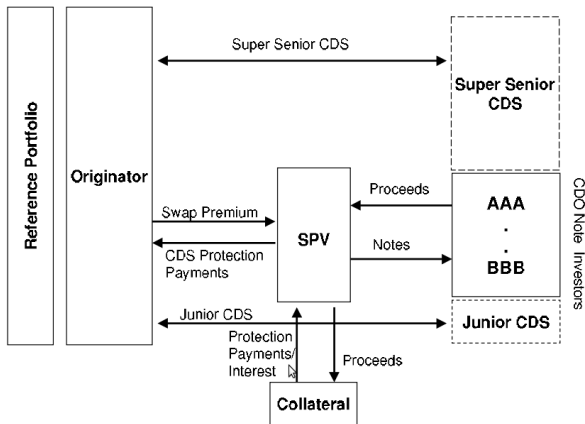 Reference Portfolio
Originator
Super Senior CDS
Super Senior
CDS
Swap Premium
CDS Protection
Payments
SPV
Proceeds
Notes
AAA
.
.
BBB
CDO Note Investors
Junior CDS
Junior CDS
Protection
Payments/
Interest
Proceeds
Collateral